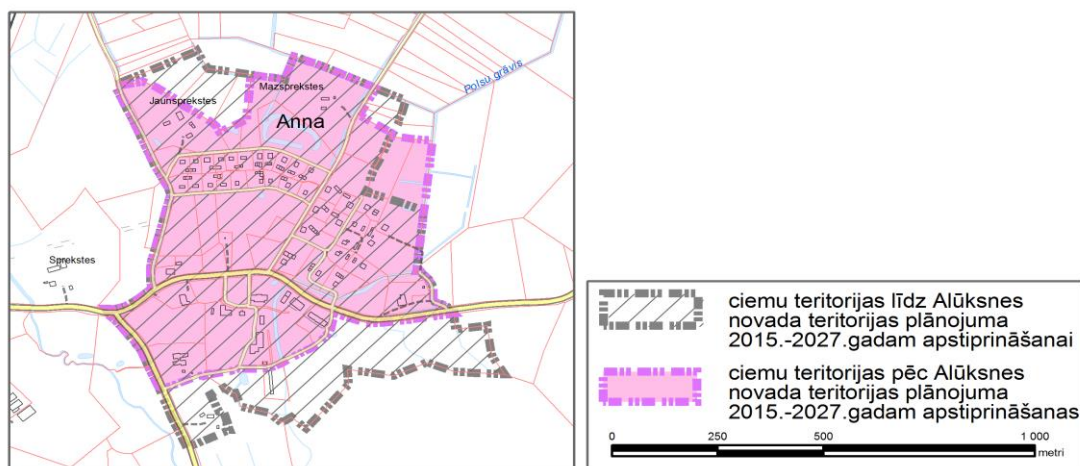 Polsu grāvis
Mazsprekstes
Jaunsprekstes
Anna
Sprekstes
ciemu teritorijas līdz Alūksnes
novada teritorijas plānojuma
2015.-2027.gadam apstiprināšanai
ciemu teritorijas pēc Alūksnes
novada teritorijas plānojuma
2015.-2027.gadam apstiprināšanas
0 250 500 1 000
metri